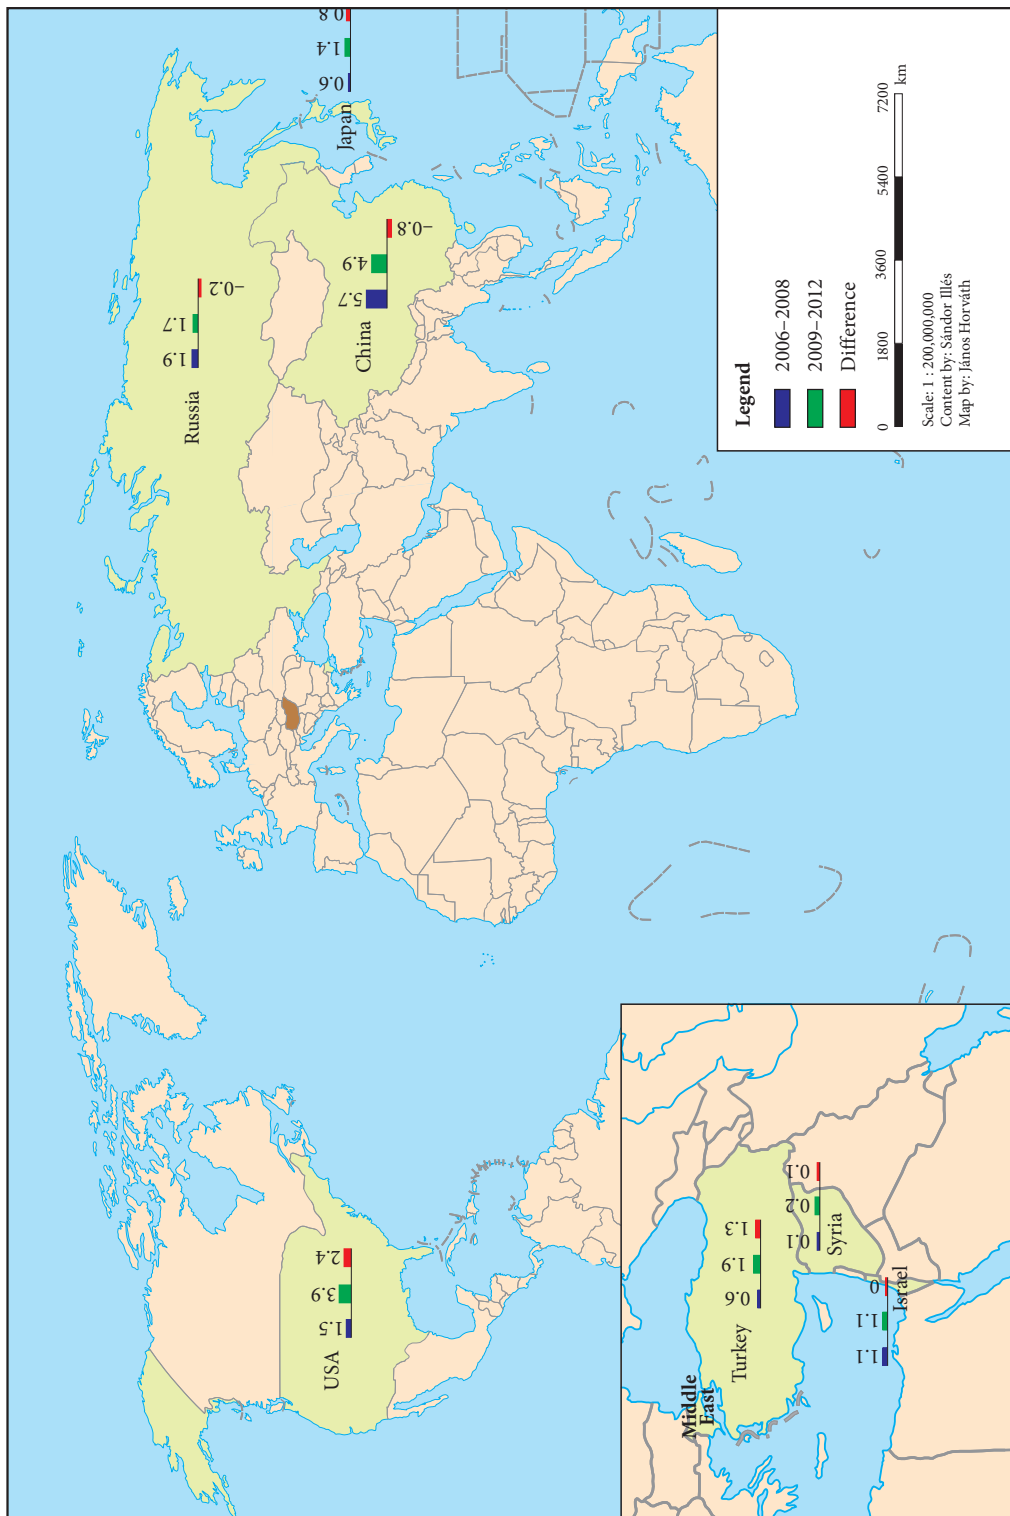 Russia
1.9
1.7
−0.2
China
5.7
4.9
−0.8
Japan
0.6
1.4
0.8
USA
1.5
3.9
2.4
Middle
East
Turkey
0.6
1.9
1.3
Syria
0.1
0.2
0.1
Israel
1.1
1.1
0
Legend
2006–2008
2009–2012
Difference
0 1800 3600 5400 7200 km
Scale: 1 : 200,000,000
Content by: Sándor Illés
Map by: János Horváth